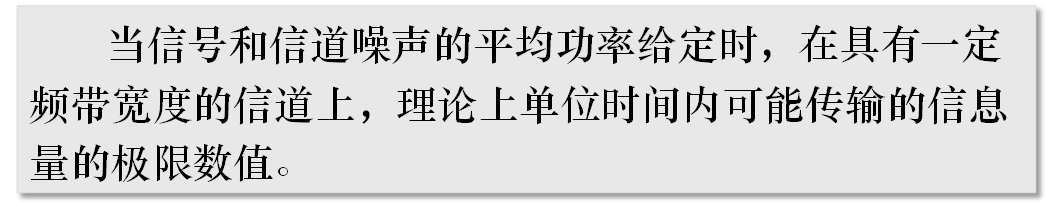 当信号和信道噪声的平均功率给定时，在具有一定
频带宽度的信道上，理论上单位时间内可能传输的信息
量的极限数值。